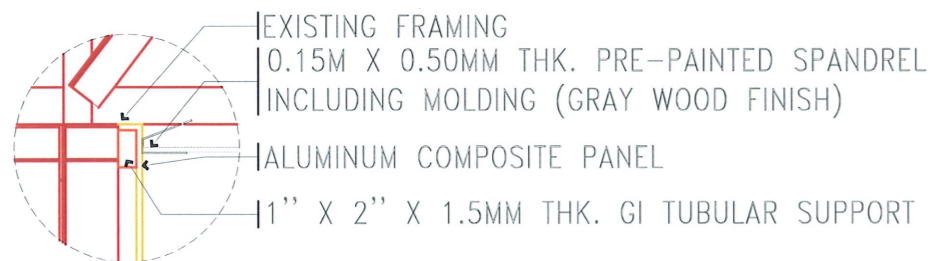 EXISTING FRAMING
0.15M X 0.50MM THK. PRE-PAINTED SPANDREL
INCLUDING MOLDING (GRAY WOOD FINISH)
ALUMINUM COMPOSITE PANEL
1'' X 2'' X 1.5MM THK. GI TUBULAR SUPPORT